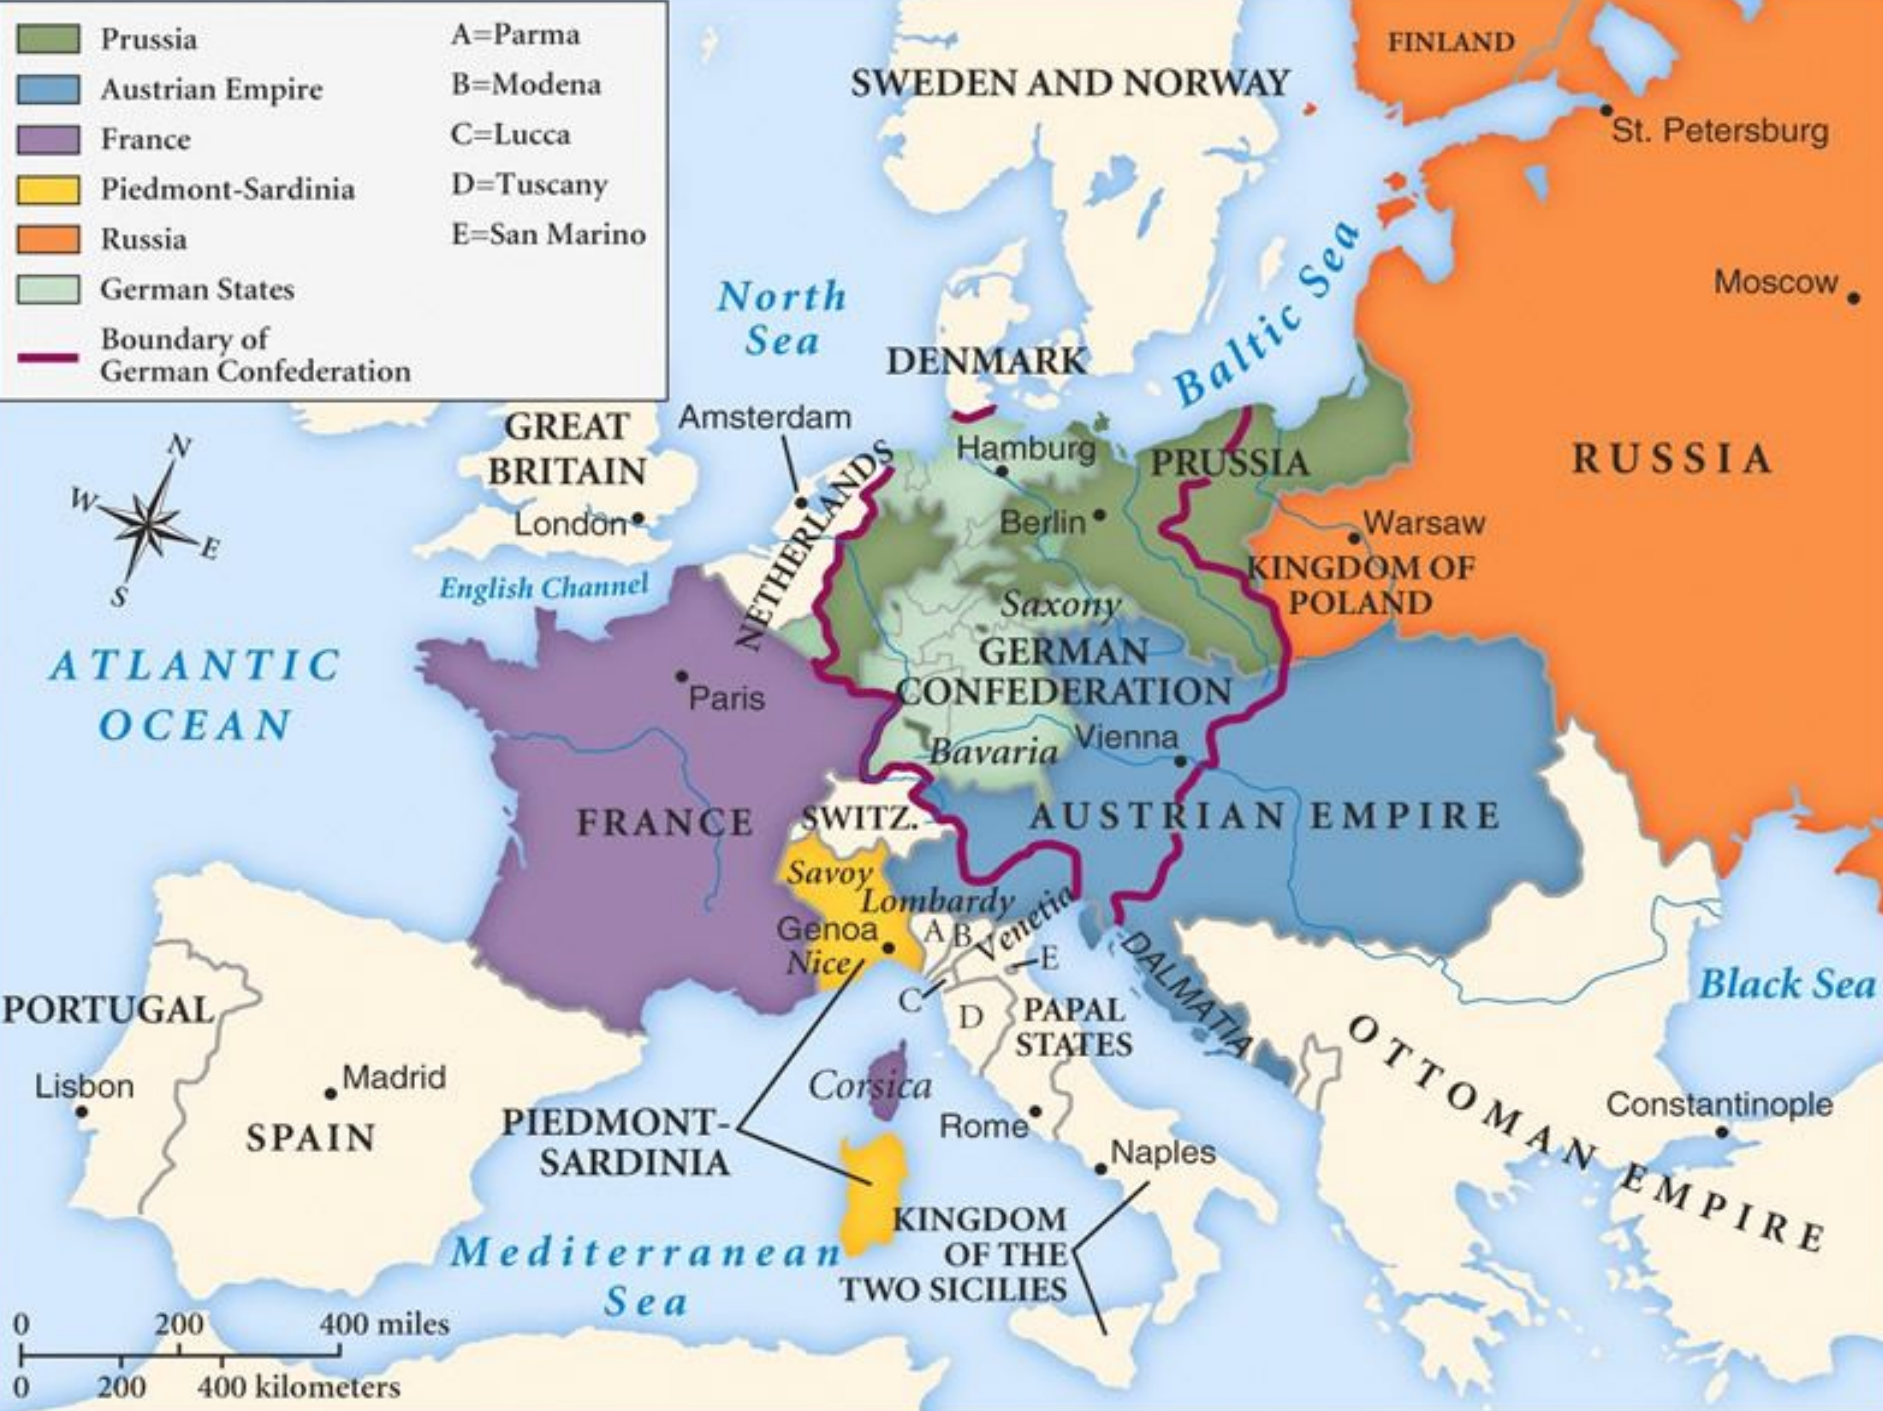 Prussia
Austrian Empire
France
Piedmont-Sardinia
Russia
German States
Boundary of
German Confederation
A=Parma
B=Modena
C=Lucca
D=Tuscany
E=San Marino
SWEDEN AND NORWAY
FINLAND
St. Petersburg
Moscow
North
Sea
Baltic Sea
DENMARK
GREAT
BRITAIN
London
Amsterdam
NETHERLANDS
Hamburg
PRUSSIA
RUSSIA
Berlin
Warsaw
KINGDOM OF
POLAND
N
W
E
S
English Channel
Saxony
GERMAN
CONFEDERATION
ATLANTIC
OCEAN
Paris
Bavaria
Vienna
FRANCE
SWITZ.
AUSTRIAN EMPIRE
Savoy
Lombardy
Venetia
Genoa
Nice
A
B
E
C
D
DALMATIA
Black Sea
PORTUGAL
PAPAL
STATES
OTTOMAN EMPIRE
Lisbon
Madrid
SPAIN
Corsica
Constantinople
PIEDMONT-
SARDINIA
Rome
Naples
KINGDOM
OF THE
TWO SICILIES
Mediterranean
Sea
0 200 400 miles
0 200 400 kilometers